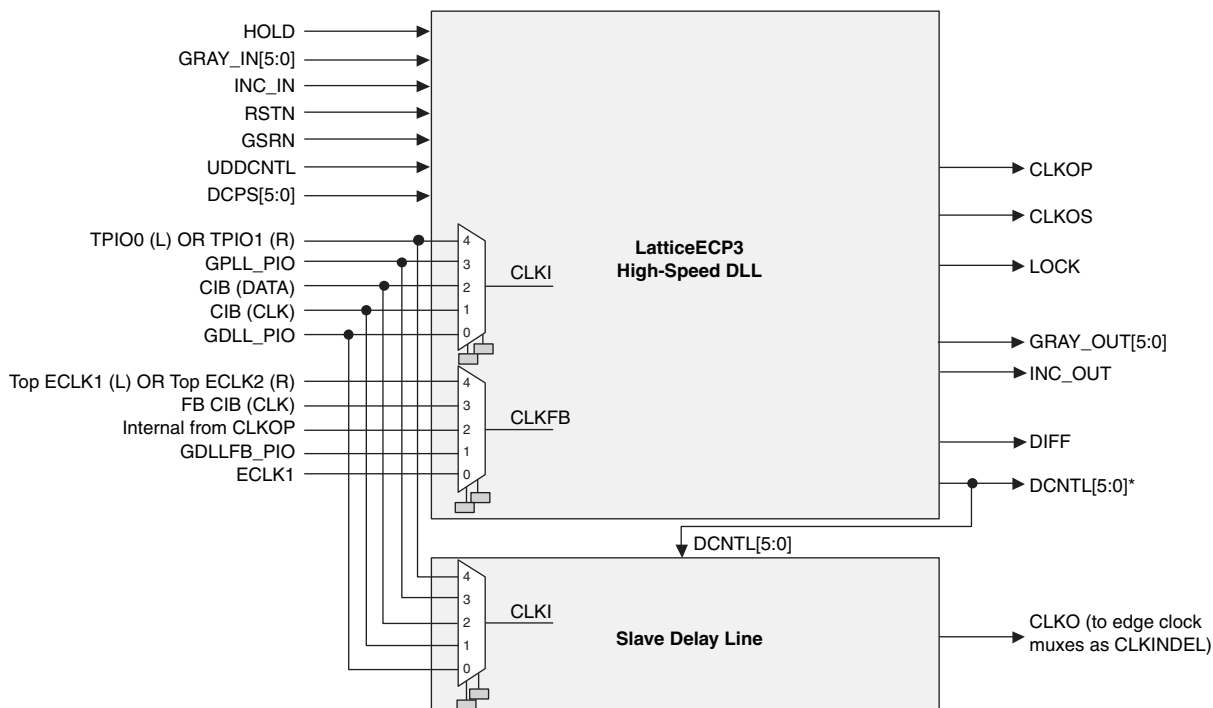 HOLD
GRAY_IN[5:0]
INC_IN
RSTN
GSRN
UDDCNTL
DCPS[5:0]
TPIO0 (L) OR TPIO1 (R)
GPLL_PIO
CIB (DATA)
CIB (CLK)
GDLL_PIO
4
3
2
1
0
CLKI
Top ECLK1 (L) OR Top ECLK2 (R)
FB CIB (CLK)
Internal from CLKOP
GDLLFB_PIO
ECLK1
4
3
2
1
0
CLKFB
LatticeECP3
High-Speed DLL
CLKOP
CLKOS
LOCK
GRAY_OUT[5:0]
INC_OUT
DIFF
DCNTL[5:0]*
DCNTL[5:0]
4
3
2
1
0
CLKI
Slave Delay Line
CLKO (to edge clock
muxes as CLKINDEL)